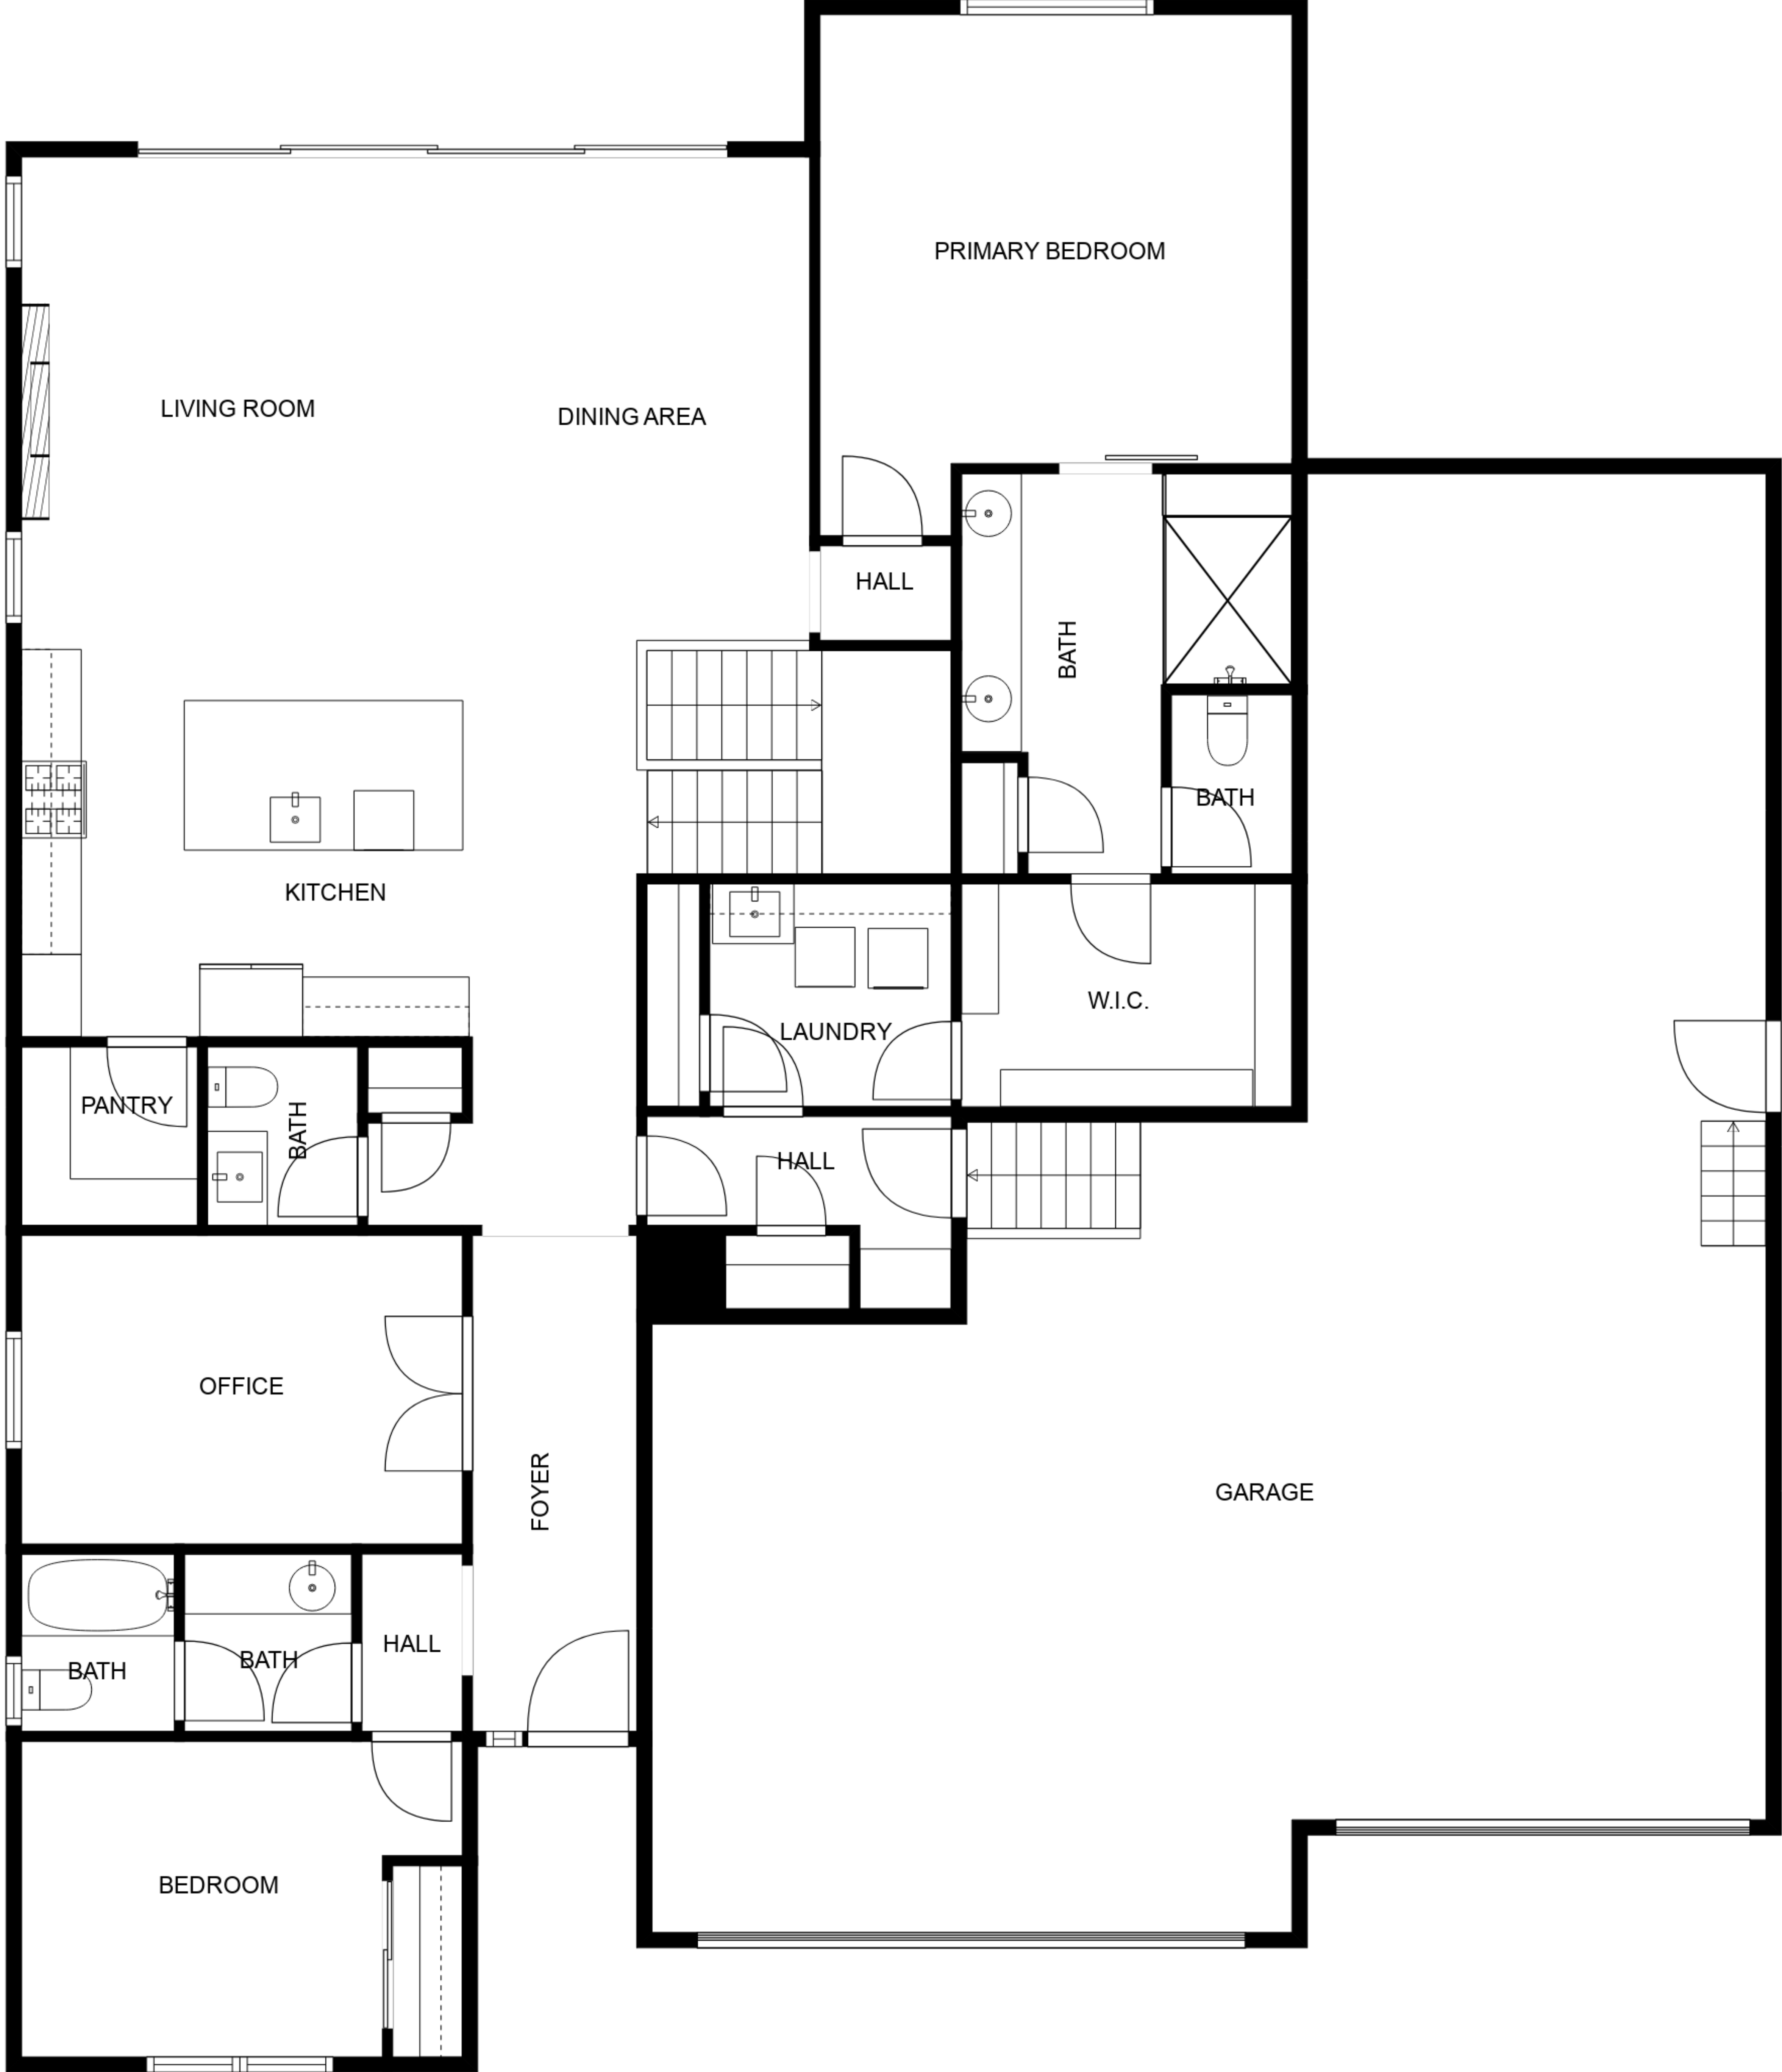 PRIMARY BEDROOM
LIVING ROOM
DINING AREA
HALL
BATH
BATH
KITCHEN
W.I.C.
LAUNDRY
PANTRY
BATH
HALL
OFFICE
FOYER
GARAGE
HALL
BATH
BATH
BEDROOM